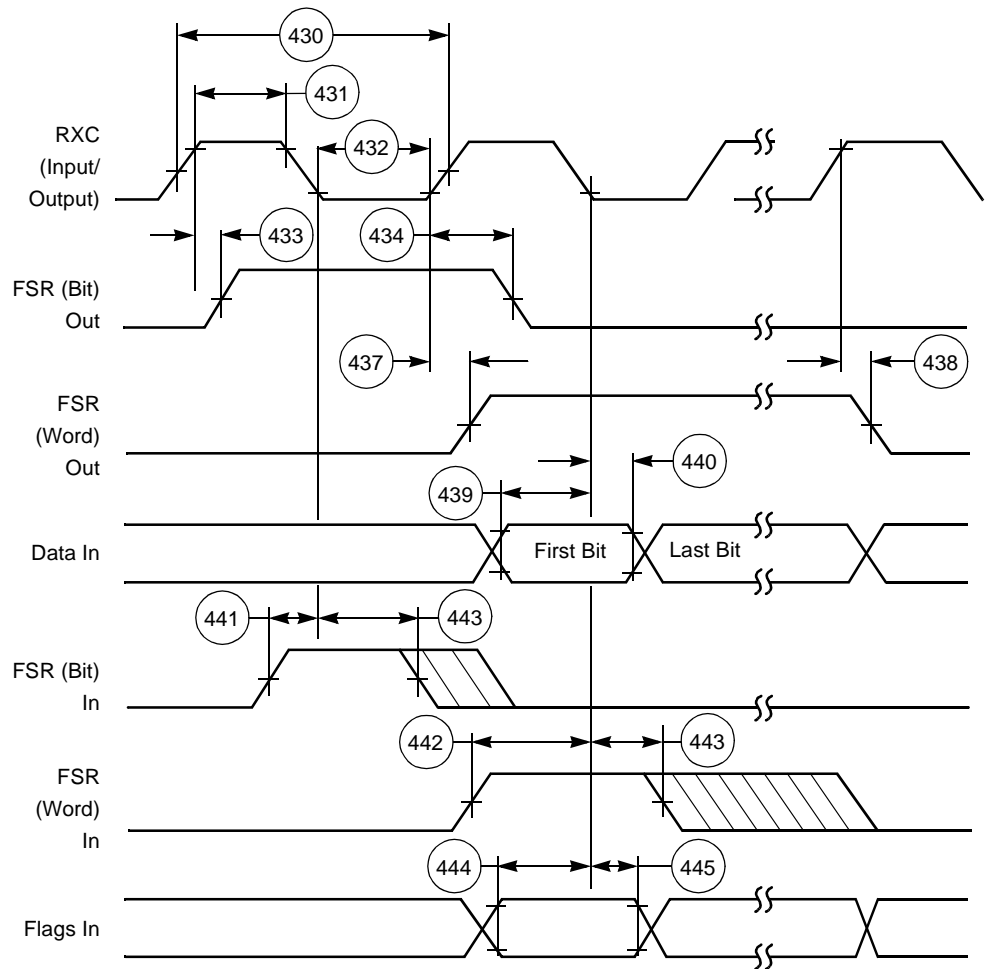 430
431
RXC
(Input/
Output)
432
433
434
FSR (Bit)
Out
437
438
FSR
(Word)
Out
440
439
Data In
First Bit
Last Bit
441
443
FSR (Bit)
In
442
443
FSR
(Word)
In
444
445
Flags In